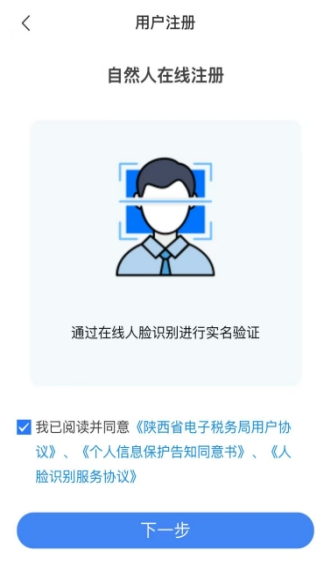 用户注册
自然人在线注册
通过在线人脸识别进行实名验证
我已阅读并同意《陕西省电子税务局用户协
议》、《个人信息保护告知同意书》、《人
脸识别服务协议》
下一步